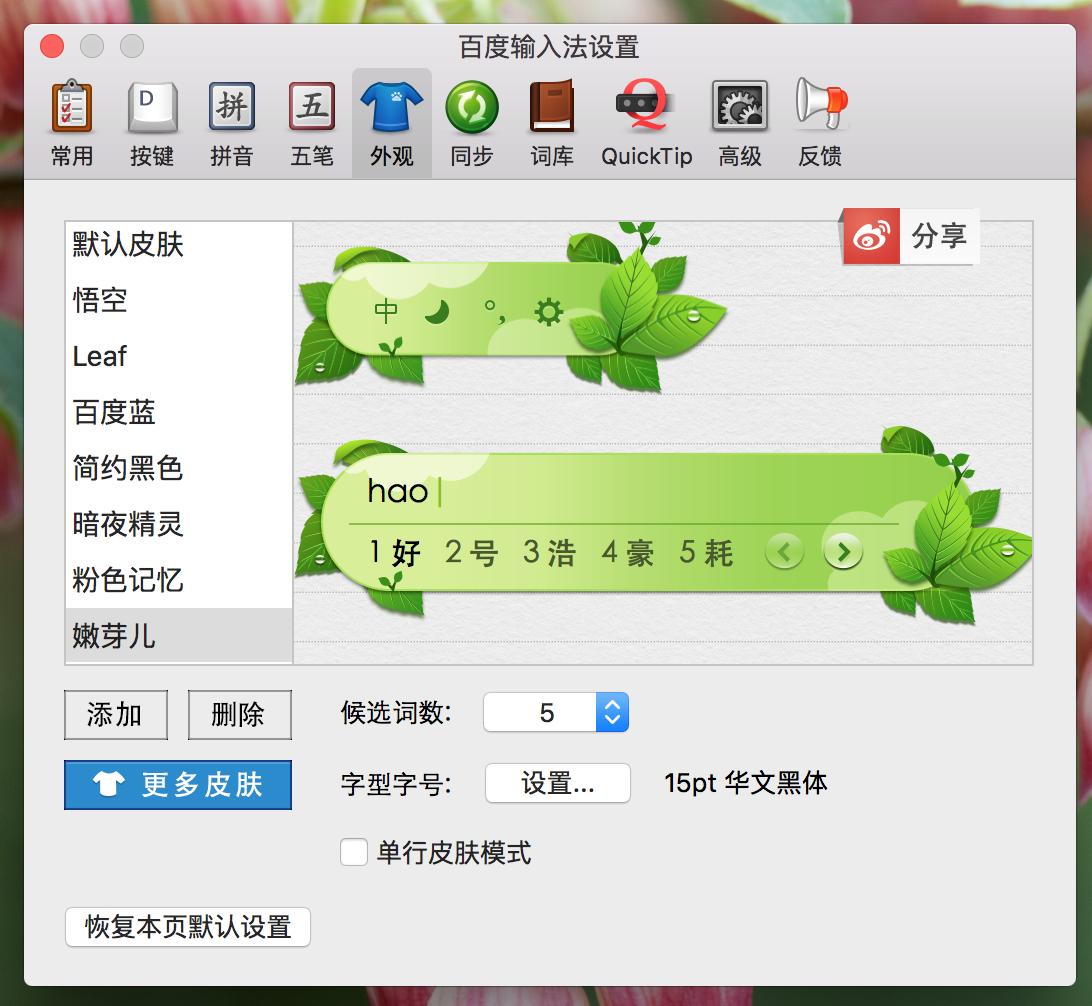 百度输入法设置
D 拼 五 Q
常用 按键 拼音 五笔 外观 同步 词库 QuickTip 高级 反馈
默认皮肤
悟空
Leaf
百度蓝
简约黑色
暗夜精灵
粉色记忆
嫩芽儿
分享
中 °,
hao
1 好 2 号 3 浩 4 豪 5 耗
添加 删除
更多皮肤
候选词数: 5
字型字号: 设置... 15pt 华文黑体
单行皮肤模式
恢复本页默认设置